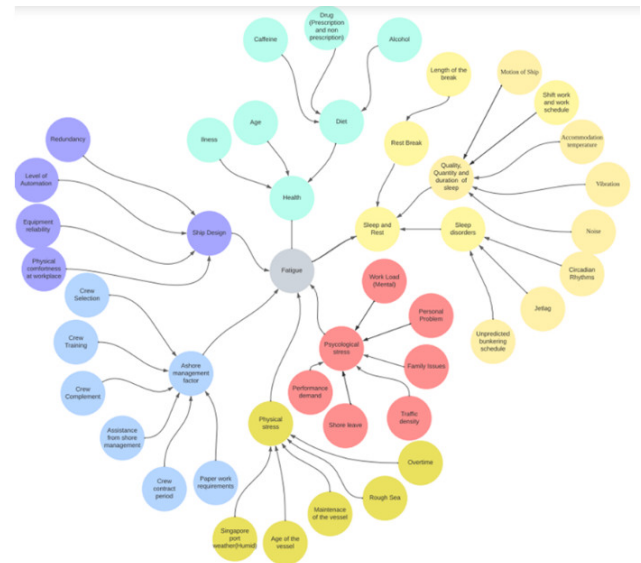 Drug
(Prescription
and non
prescription)
Caffeine
Alcohol
Diet
Age
Ilness
Health
Length of the
break
Rest Break
Motion of Ship
Shift work
and work
schedule
Accommodation
temperature
Vibration
Noise
Quality,
Quantity and
duration of
sleep
Sleep and
Rest
Sleep
disorders
Circadian
Rhythms
Jetlag
Unpredicted
bunkering
schedule
Redundancy
Level of
Automation
Equipment
reliability
Physical
comfortness
at workplace
Ship Design
Fatigue
Crew
Selection
Crew
Training
Crew
Complement
Assistance
from shore
management
Crew
contract
period
Paper work
requirements
Ashore
management
factor
Work Load
(Mental)
Personal
Problem
Psycological
stress
Family Issues
Traffic
density
Shore leave
Performance
demand
Physical
stress
Overtime
Rough Sea
Maintenace
of the vessel
Age of the
vessel
Singapore
port
weather(Humid)